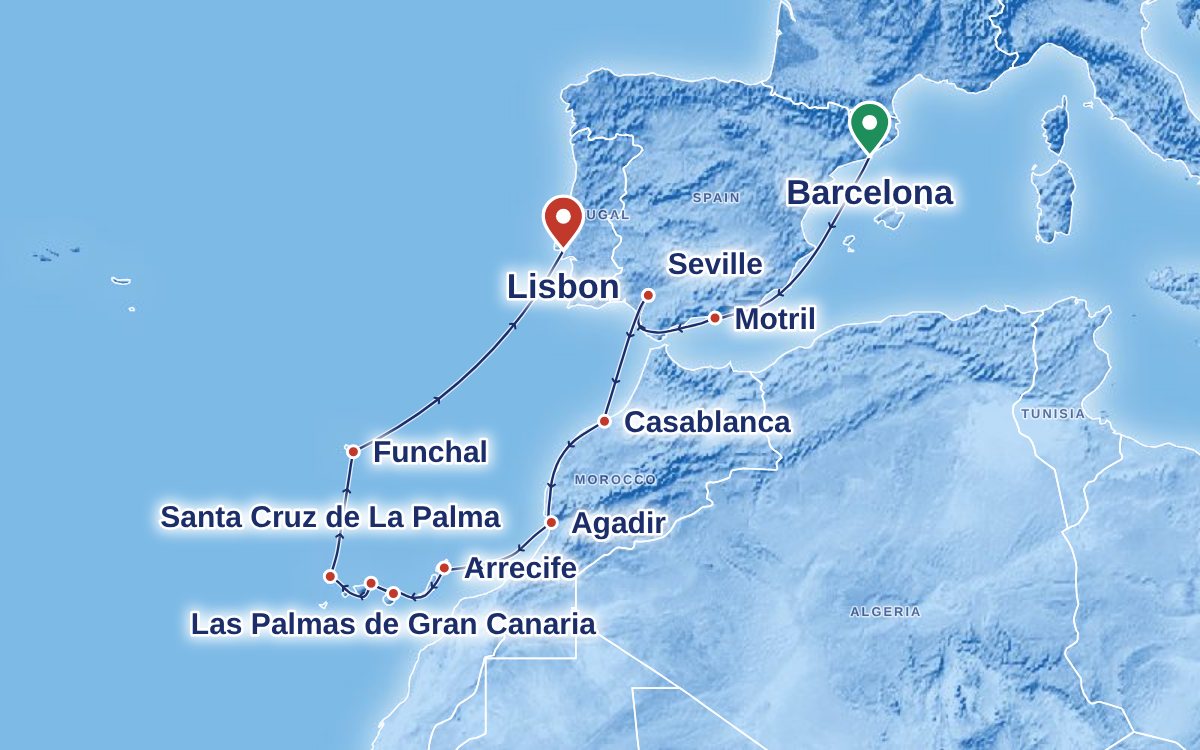 Barcelona
SPAIN
UGAL
Seville
Lisbon
Motril
TUNISIA
Casablanca
Funchal
MOROCCO
Santa Cruz de La Palma
Agadir
Arrecife
ALGERIA
Las Palmas de Gran Canaria